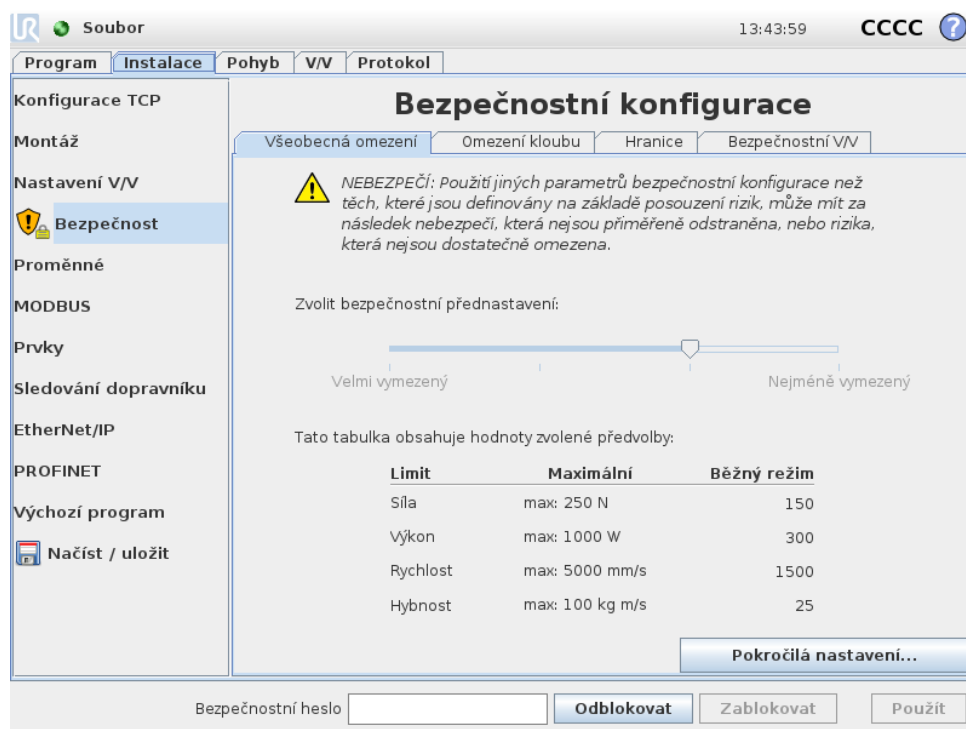 UR Soubor 13:43:59 CCCC ?
Program Instalace Pohyb V/V Protokol
Konfigurace TCP
Montáž
Nastavení V/V
Bezpečnost
Proměnné
MODBUS
Prvky
Sledování dopravníku
EtherNet/IP
PROFINET
Výchozí program
Načíst / uložit
Bezpečnostní konfigurace
Všeobecná omezení Omezení kloubu Hranice Bezpečnostní V/V
NEBEZPEČÍ: Použití jiných parametrů bezpečnostní konfigurace než
těch, které jsou definovány na základě posouzení rizik, může mít za
následek nebezpečí, která nejsou přiměřeně odstraněna, nebo rizika,
která nejsou dostatečně omezena.
Zvolit bezpečnostní přednastavení:
Velmi vymezený Nejméně vymezený
Tato tabulka obsahuje hodnoty zvolené předvolby:
Limit Maximální Běžný režim
Síla max: 250 N 150
Výkon max: 1000 W 300
Rychlost max: 5000 mm/s 1500
Hybnost max: 100 kg m/s 25
Pokročilá nastavení...
Bezpečnostní heslo Odblokovat Zablokovat Použít